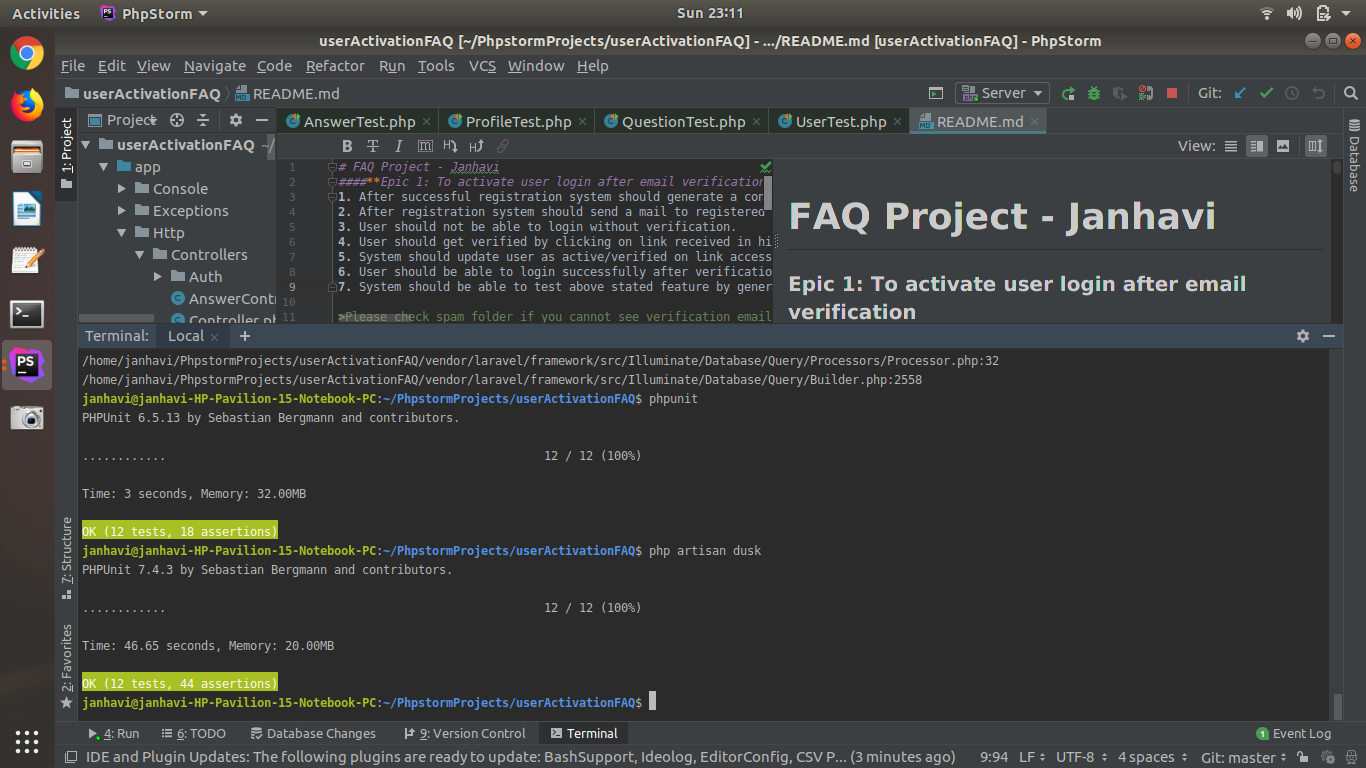 Activities PhpStorm Sun 23:11
userActivationFAQ [~/PhpstormProjects/userActivationFAQ] - .../README.md [userActivationFAQ] - PhpStorm
File Edit View Navigate Code Refactor Run Tools VCS Window Help
userActivationFAQ README.md Server Git:
1: Project
Project
AnswerTest.php ProfileTest.php QuestionTest.php UserTest.php README.md
Database
userActivationFAQ ~/
app
Console
Exceptions
Http
Controllers
Auth
AnswerContr
Controller.ph
B T I m View:
1 # FAQ Project - Janhavi
2 ####**Epic 1: To activate user login after email verification
3 1. After successful registration system should generate a con
4 2. After registration system should send a mail to registered
5 3. User should not be able to login without verification.
6 4. User should get verified by clicking on link received in hi
7 5. System should update user as active/verified on link access
8 6. User should be able to login successfully after verificatio
9 7. System should be able to test above stated feature by gener
10
11 >Please check spam folder if you cannot see verification email
FAQ Project - Janhavi
Epic 1: To activate user login after email
verification
Terminal: Local +
/home/janhavi/PhpstormProjects/userActivationFAQ/vendor/laravel/framework/src/Illuminate/Database/Query/Processors/Processor.php:32
/home/janhavi/PhpstormProjects/userActivationFAQ/vendor/laravel/framework/src/Illuminate/Database/Query/Builder.php:2558
janhavi@janhavi-HP-Pavilion-15-Notebook-PC:~/PhpstormProjects/userActivationFAQ$ phpunit
PHPUnit 6.5.13 by Sebastian Bergmann and contributors.
............ 12 / 12 (100%)
Time: 3 seconds, Memory: 32.00MB
OK (12 tests, 18 assertions)
janhavi@janhavi-HP-Pavilion-15-Notebook-PC:~/PhpstormProjects/userActivationFAQ$ php artisan dusk
PHPUnit 7.4.3 by Sebastian Bergmann and contributors.
............ 12 / 12 (100%)
Time: 46.65 seconds, Memory: 20.00MB
OK (12 tests, 44 assertions)
janhavi@janhavi-HP-Pavilion-15-Notebook-PC:~/PhpstormProjects/userActivationFAQ$
7: Structure
2: Favorites
4: Run 6: TODO Database Changes 9: Version Control Terminal 1 Event Log
IDE and Plugin Updates: The following plugins are ready to update: BashSupport, Ideolog, EditorConfig, CSV P... (3 minutes ago) 9:94 LF UTF-8 4 spaces Git: master